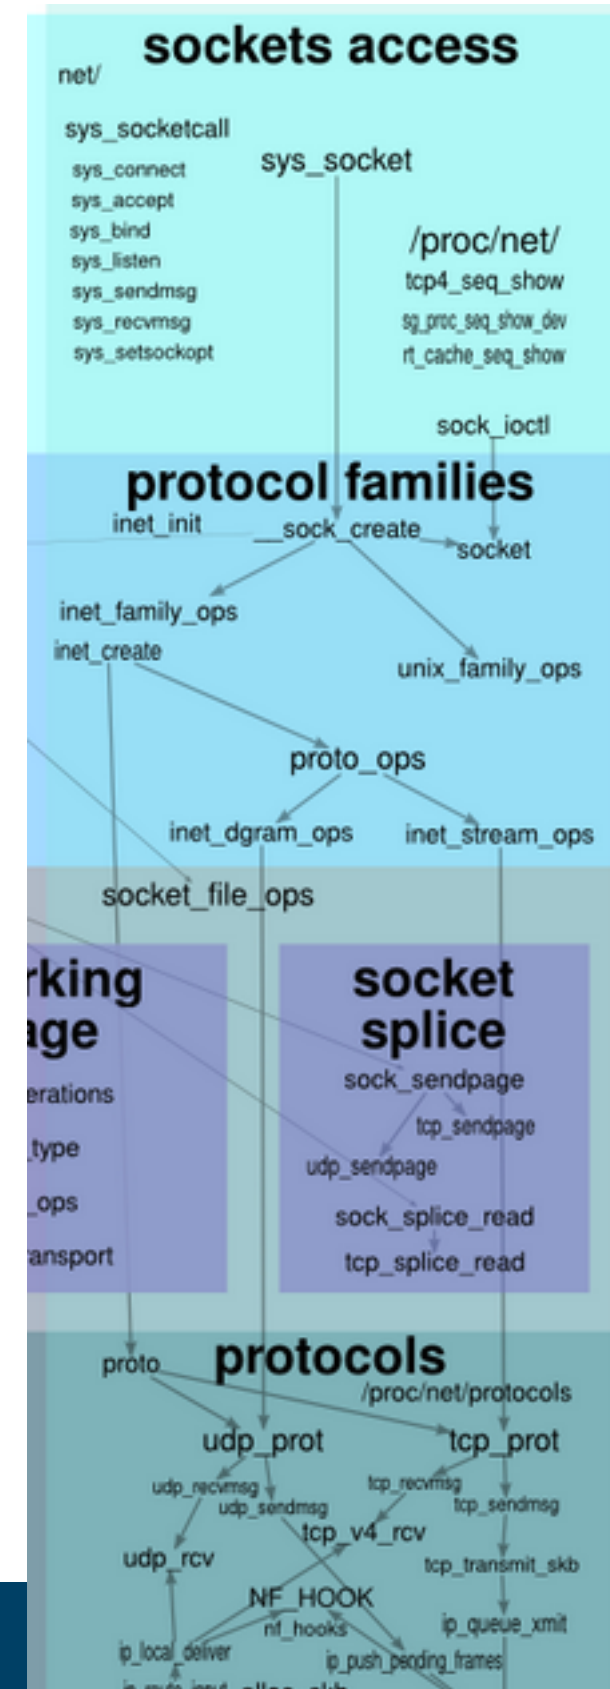 sockets access
net/
sys_socketcall
sys_socket
sys_connect
sys_accept
sys_bind
sys_listen
sys_sendmsg
sys_recvmsg
sys_setsockopt
/proc/net/
tcp4_seq_show
sg_proc_seq_show_dev
rt_cache_seq_show
sock_ioctl
protocol families
inet_init
__sock_create
socket
inet_family_ops
inet_create
unix_family_ops
proto_ops
inet_dgram_ops
inet_stream_ops
socket_file_ops
rking
age
erations
_type
_ops
ansport
socket
splice
sock_sendpage
tcp_sendpage
udp_sendpage
sock_splice_read
tcp_splice_read
protocols
proto
/proc/net/protocols
udp_prot
tcp_prot
udp_recvmsg
udp_sendmsg
tcp_recvmsg
tcp_sendmsg
tcp_v4_rcv
udp_rcv
tcp_transmit_skb
NF_HOOK
nf_hooks
ip_queue_xmit
ip_local_deliver
ip_push_pending_frames